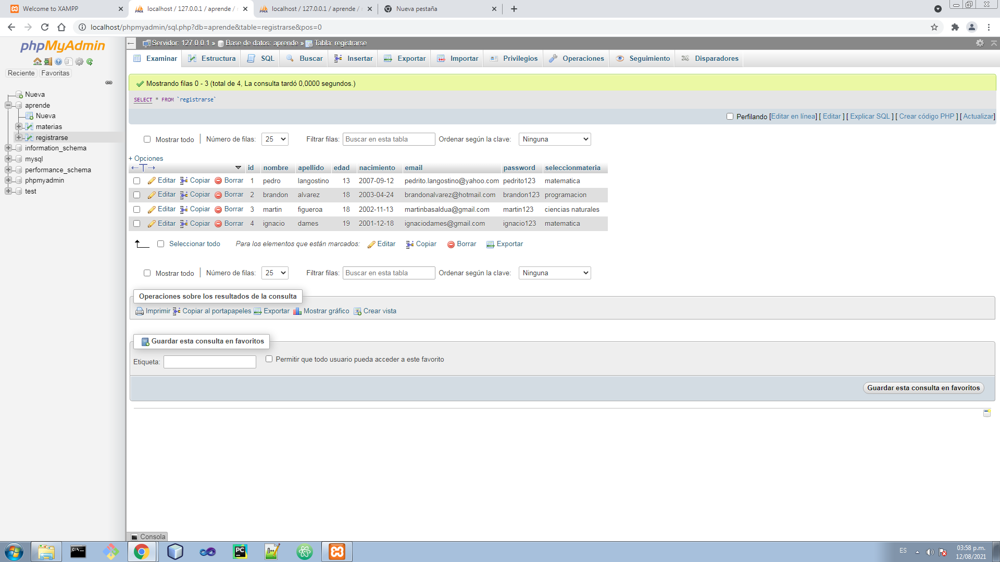 Welcome to XAMPP
localhost / 127.0.0.1 / aprende /
localhost / 127.0.0.1 / aprende /
Nueva pestaña
localhost/phpmyadmin/sql.php?db=aprende&table=registrarse&pos=0
phpMyAdmin
Reciente
Favoritas
Nueva
aprende
Nueva
materias
registrarse
information_schema
mysql
performance_schema
phpmyadmin
test
Servidor: 127.0.0.1 » Base de datos: aprende » Tabla: registrarse
Examinar Estructura SQL Buscar Insertar Exportar Importar Privilegios Operaciones Seguimiento Disparadores
Mostrando filas 0 - 3 (total de 4, La consulta tardó 0,0000 segundos.)
SELECT * FROM `registrarse`
Perfilando [Editar en línea] [ Editar ] [ Explicar SQL ] [ Crear código PHP ] [ Actualizar]
Mostrar todo Número de filas: 25 Filtrar filas: Buscar en esta tabla Ordenar según la clave: Ninguna
+ Opciones
←T→ id nombre apellido edad nacimiento email password seleccionmateria
Editar Copiar Borrar 1 pedro langostino 13 2007-09-12 pedrito.langostino@yahoo.com pedrito123 matematica
Editar Copiar Borrar 2 brandon alvarez 18 2003-04-24 brandonalvarez@hotmail.com brandon123 programacion
Editar Copiar Borrar 3 martin figueroa 18 2002-11-13 martinbasaldua@gmail.com martin123 ciencias naturales
Editar Copiar Borrar 4 ignacio dames 19 2001-12-18 ignaciodames@gmail.com ignacio123 matematica
Seleccionar todo Para los elementos que están marcados: Editar Copiar Borrar Exportar
Mostrar todo Número de filas: 25 Filtrar filas: Buscar en esta tabla Ordenar según la clave: Ninguna
Operaciones sobre los resultados de la consulta
Imprimir Copiar al portapapeles Exportar Mostrar gráfico Crear vista
Guardar esta consulta en favoritos
Etiqueta: Permitir que todo usuario pueda acceder a este favorito
Guardar esta consulta en favoritos
Consola
ES
03:58 p.m.
12/08/2021